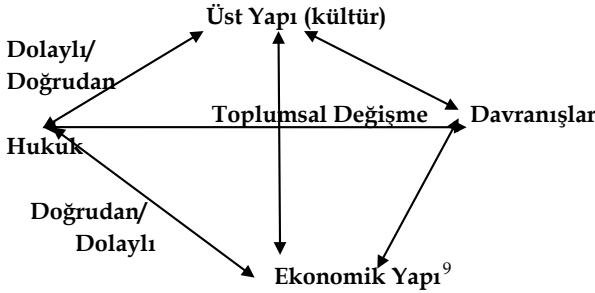 Üst Yapı (kültür)
Dolaylı/
Doğrudan
Toplumsal Değişme
Davranışlar
Hukuk
Doğrudan/
Dolaylı
Ekonomik Yapı⁹